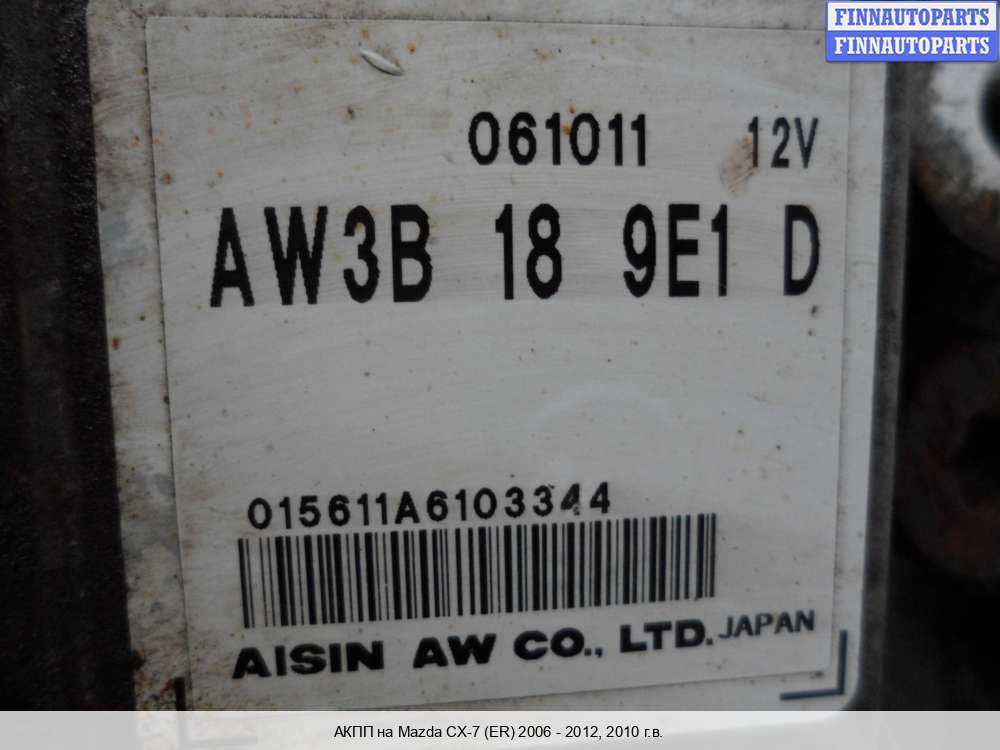 FINNAUTOPARTS
FINNAUTOPARTS
061011 12V
AW3B 18 9E1 D
015611A6103344
AISIN AW CO., LTD. JAPAN
АКПП на Mazda CX-7 (ER) 2006 - 2012, 2010 г.в.